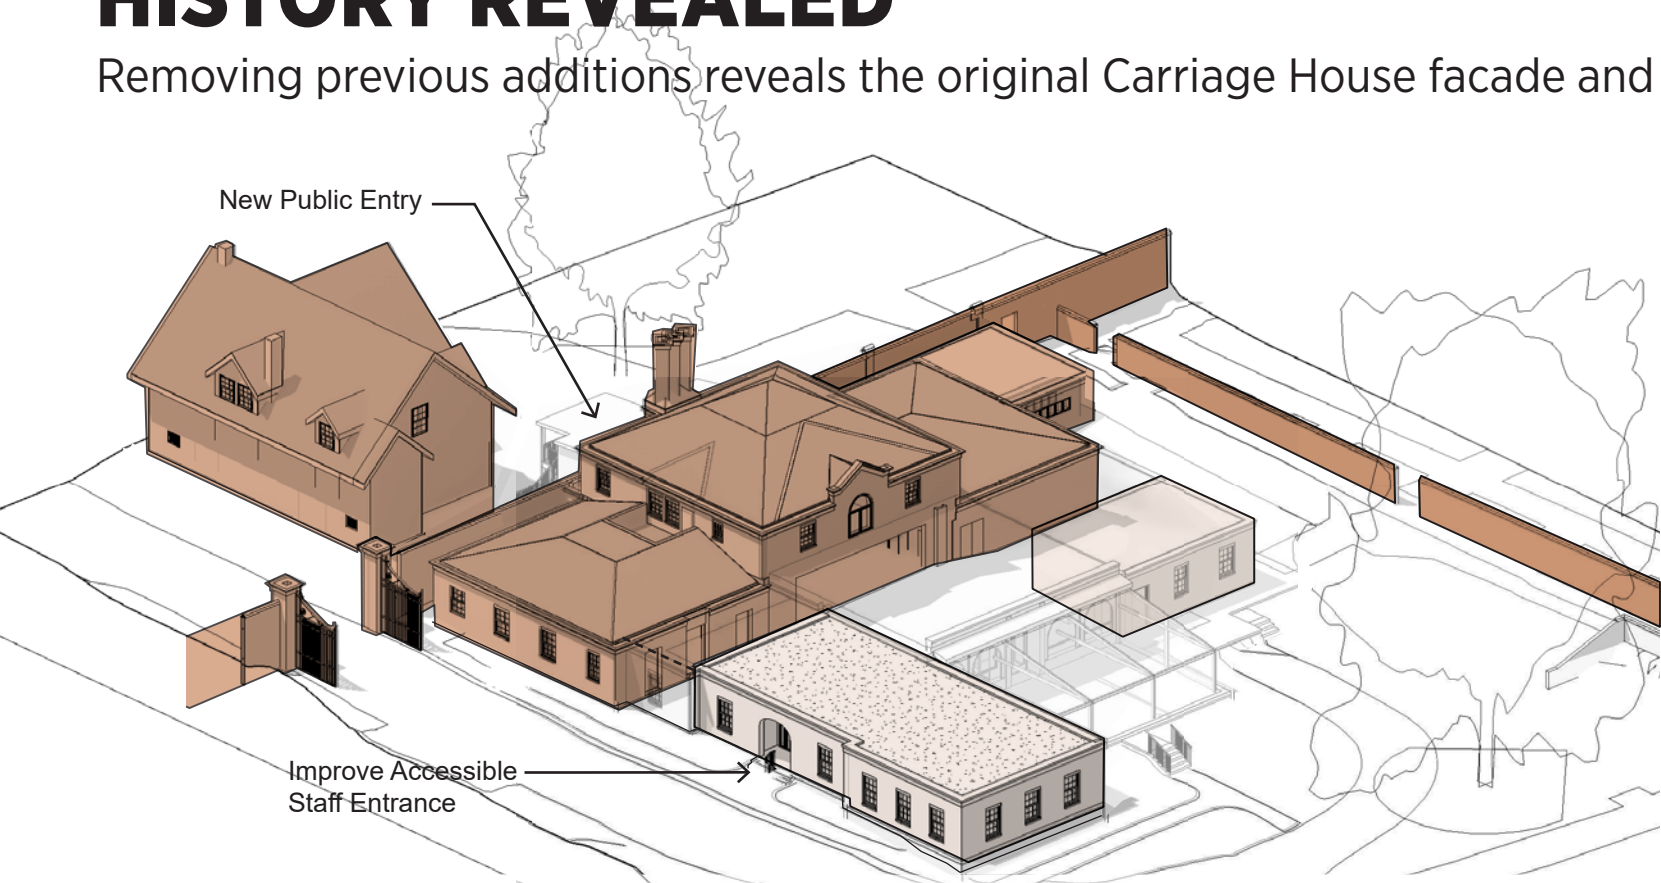 HISTORY REVEALED
Removing previous additions reveals the original Carriage House facade and
New Public Entry
Improve Accessible
Staff Entrance